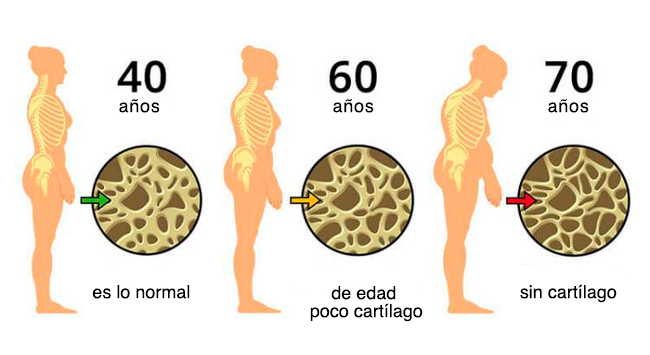 40
años
es lo normal
60
años
de edad
poco cartílago
70
años
sin cartílago